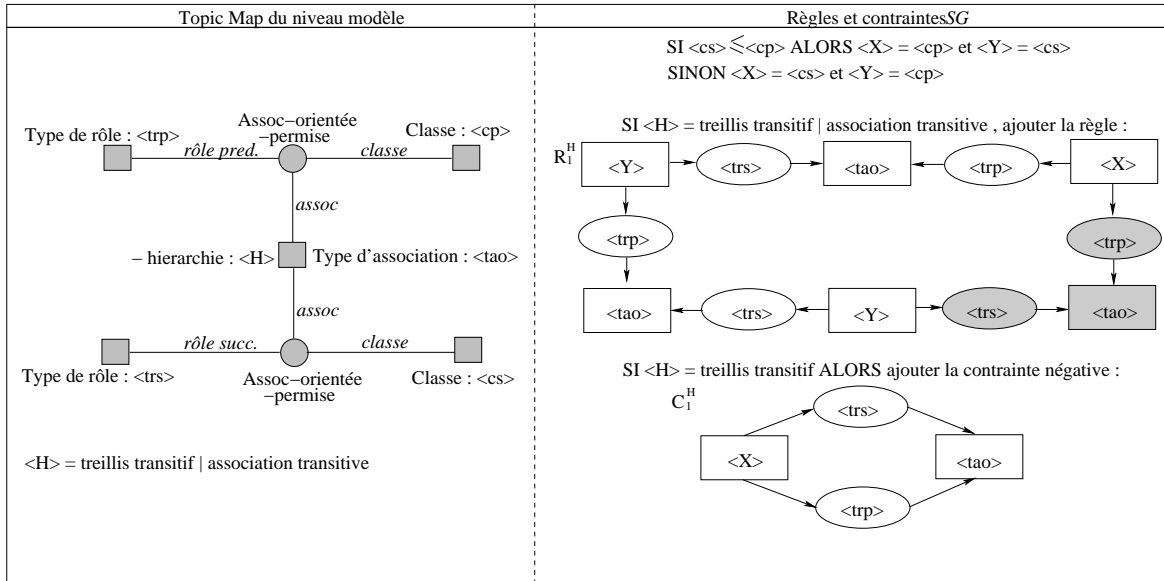 Topic Map du niveau modèle
Règles et contraintesSG
SI <cs> ⩽ <cp> ALORS <X> = <cp> et <Y> = <cs>
SINON <X> = <cs> et <Y> = <cp>
Type de rôle : <trp>
Assoc−orientée
−permise
Classe : <cp>
rôle pred.
classe
assoc
− hierarchie : <H>
Type d'association : <tao>
assoc
rôle succ.
classe
Type de rôle : <trs>
Assoc−orientée
−permise
Classe : <cs>
<H> = treillis transitif | association transitive
SI <H> = treillis transitif | association transitive , ajouter la règle :
R₁ᴴ
<Y>
<trs>
<tao>
<trp>
<X>
<trp>
<trp>
<tao>
<trs>
<Y>
<trs>
<tao>
SI <H> = treillis transitif ALORS ajouter la contrainte négative :
C₁ᴴ
<trs>
<X>
<tao>
<trp>